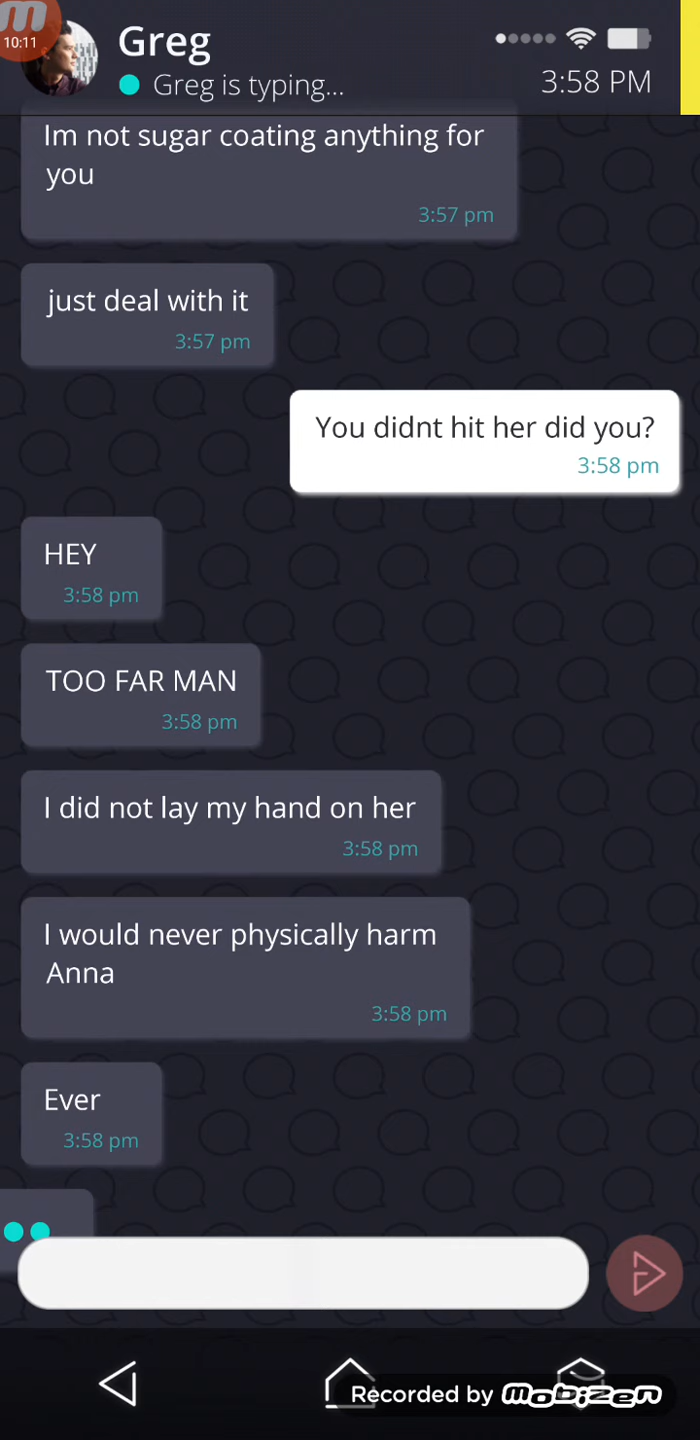 m
10:11
Greg
Greg is typing...
3:58 PM
Im not sugar coating anything for
you
3:57 pm
just deal with it
3:57 pm
You didnt hit her did you?
3:58 pm
HEY
3:58 pm
TOO FAR MAN
3:58 pm
I did not lay my hand on her
3:58 pm
I would never physically harm
Anna
3:58 pm
Ever
3:58 pm
Recorded by mobizen